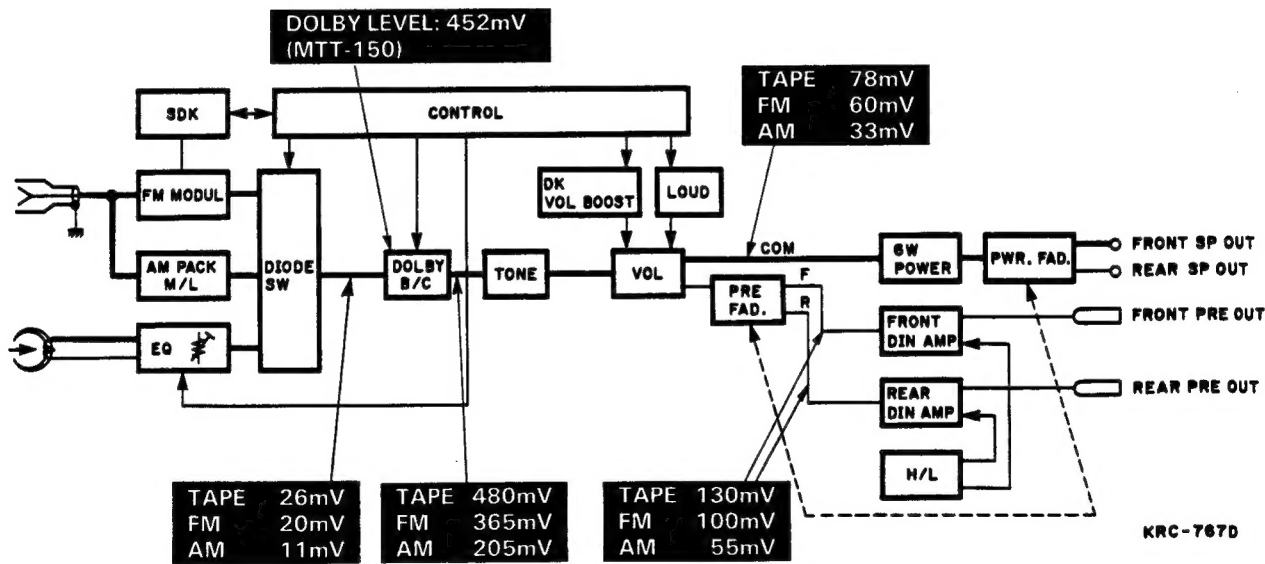 DOLBY LEVEL: 452mV
(MTT-150)
TAPE 78mV
FM 60mV
AM 33mV
SDK
CONTROL
FM MODUL
DIODE
SW
DK
VOL BOOST
LOUD
AM PACK
M/L
DOLBY
B/C
TONE
VOL
COM
6W
POWER
PWR. FAD.
FRONT SP OUT
REAR SP OUT
PRE
FAD.
F
R
EQ
FRONT
DIN AMP
FRONT PRE OUT
REAR
DIN AMP
REAR PRE OUT
H/L
TAPE 26mV
FM 20mV
AM 11mV
TAPE 480mV
FM 365mV
AM 205mV
TAPE 130mV
FM 100mV
AM 55mV
KRC-767D